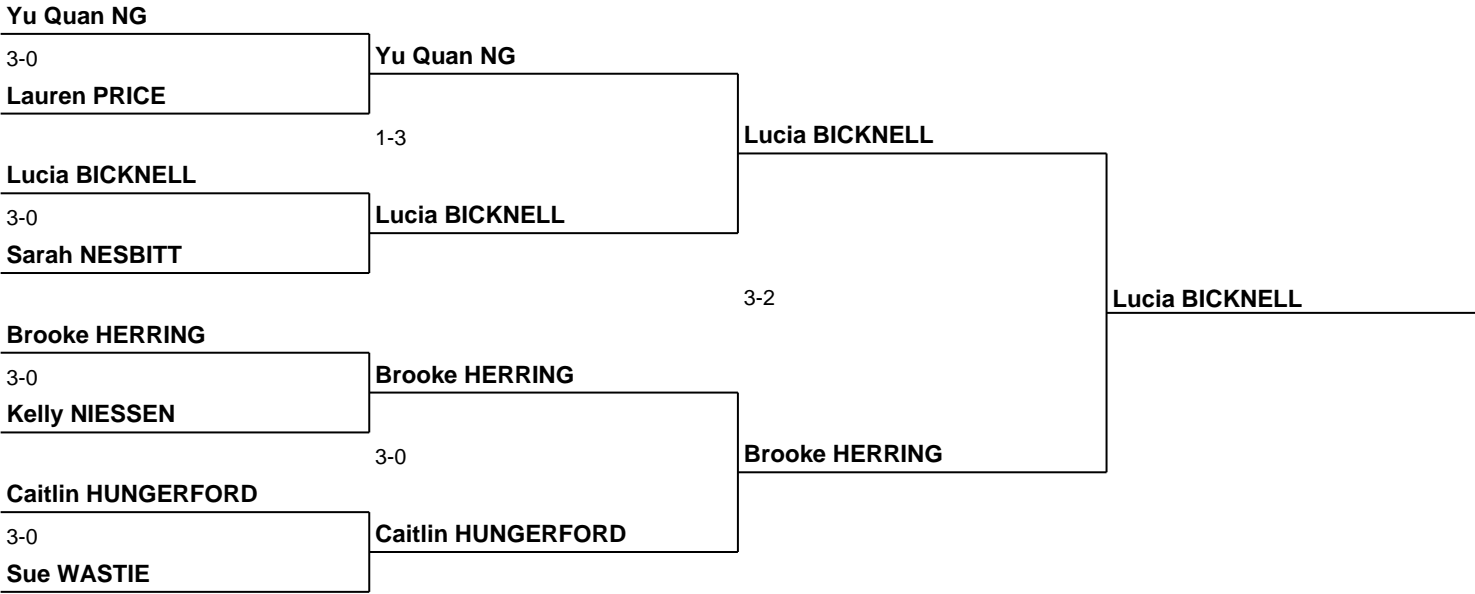 Yu Quan NG
3-0
Yu Quan NG
Lauren PRICE
1-3
Lucia BICKNELL
Lucia BICKNELL
3-0
Lucia BICKNELL
Sarah NESBITT
3-2
Lucia BICKNELL
Brooke HERRING
3-0
Brooke HERRING
Kelly NIESSEN
3-0
Brooke HERRING
Caitlin HUNGERFORD
3-0
Caitlin HUNGERFORD
Sue WASTIE